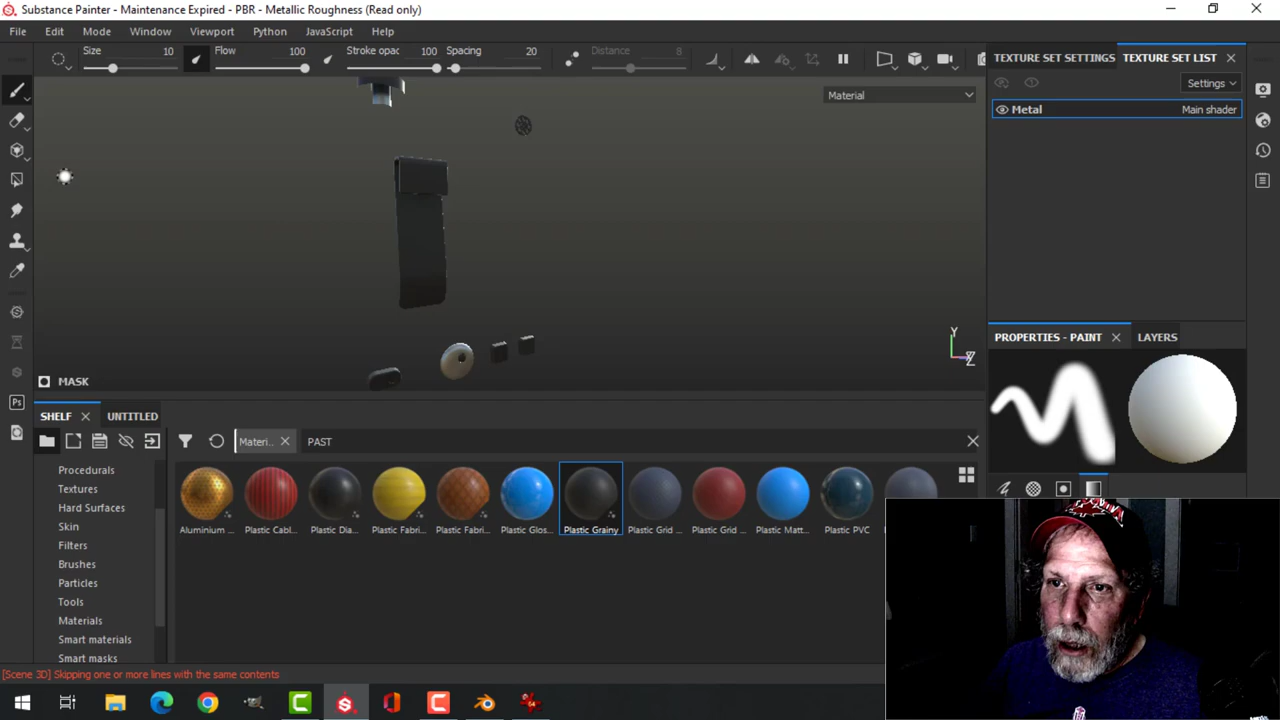 Substance Painter - Maintenance Expired - PBR - Metallic Roughness (Read only)
File Edit Mode Window Viewport Python JavaScript Help
Size 10 Flow 100 Stroke opac 100 Spacing 20 Distance 8
TEXTURE SET SETTINGS TEXTURE SET LIST
Material
Settings
Metal Main shader
Y
Z
PROPERTIES - PAINT LAYERS
MASK
SHELF UNTITLED
Materi.. PAST
Procedurals
Textures
Hard Surfaces
Skin
Filters
Brushes
Particles
Tools
Materials
Smart materials
Smart masks
Aluminium ... Plastic Cabl... Plastic Dia... Plastic Fabri... Plastic Fabri... Plastic Glos... Plastic Grainy Plastic Grid ... Plastic Grid ... Plastic Matt... Plastic PVC
Ps
[Scene 3D] Skipping one or more lines with the same contents